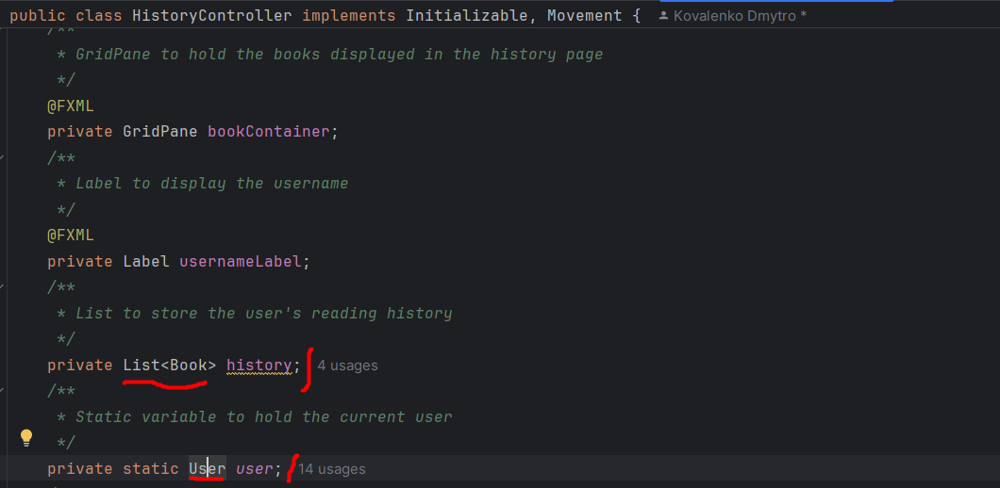 public class HistoryController implements Initializable, Movement { Kovalenko Dmytro *
/**
* GridPane to hold the books displayed in the history page
*/
@FXML
private GridPane bookContainer;
/**
* Label to display the username
*/
@FXML
private Label usernameLabel;
/**
* List to store the user's reading history
*/
private List<Book> history; 4 usages
/**
* Static variable to hold the current user
*/
private static User user; 14 usages